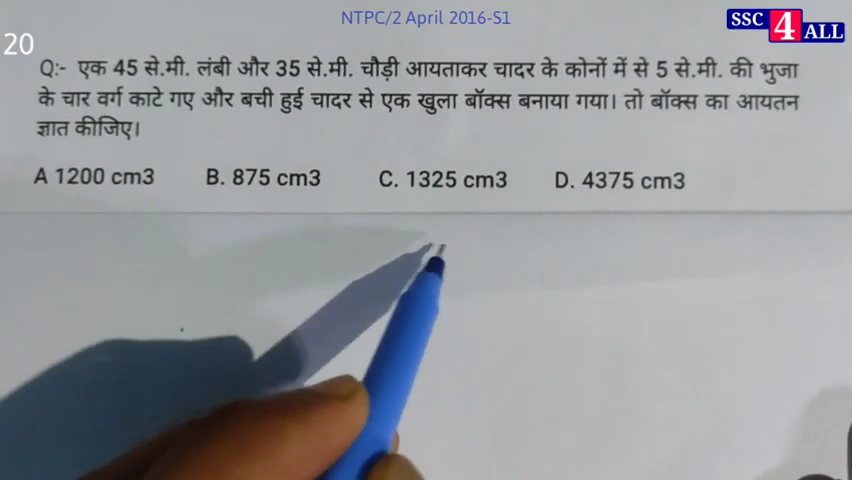 NTPC/2 April 2016-S1
SSC 4 ALL
20
Q:- एक 45 से.मी. लंबी और 35 से.मी. चौड़ी आयताकर चादर के कोनों में से 5 से.मी. की भुजा
के चार वर्ग काटे गए और बची हुई चादर से एक खुला बॉक्स बनाया गया। तो बॉक्स का आयतन
ज्ञात कीजिए।
A 1200 cm3 B. 875 cm3 C. 1325 cm3 D. 4375 cm3